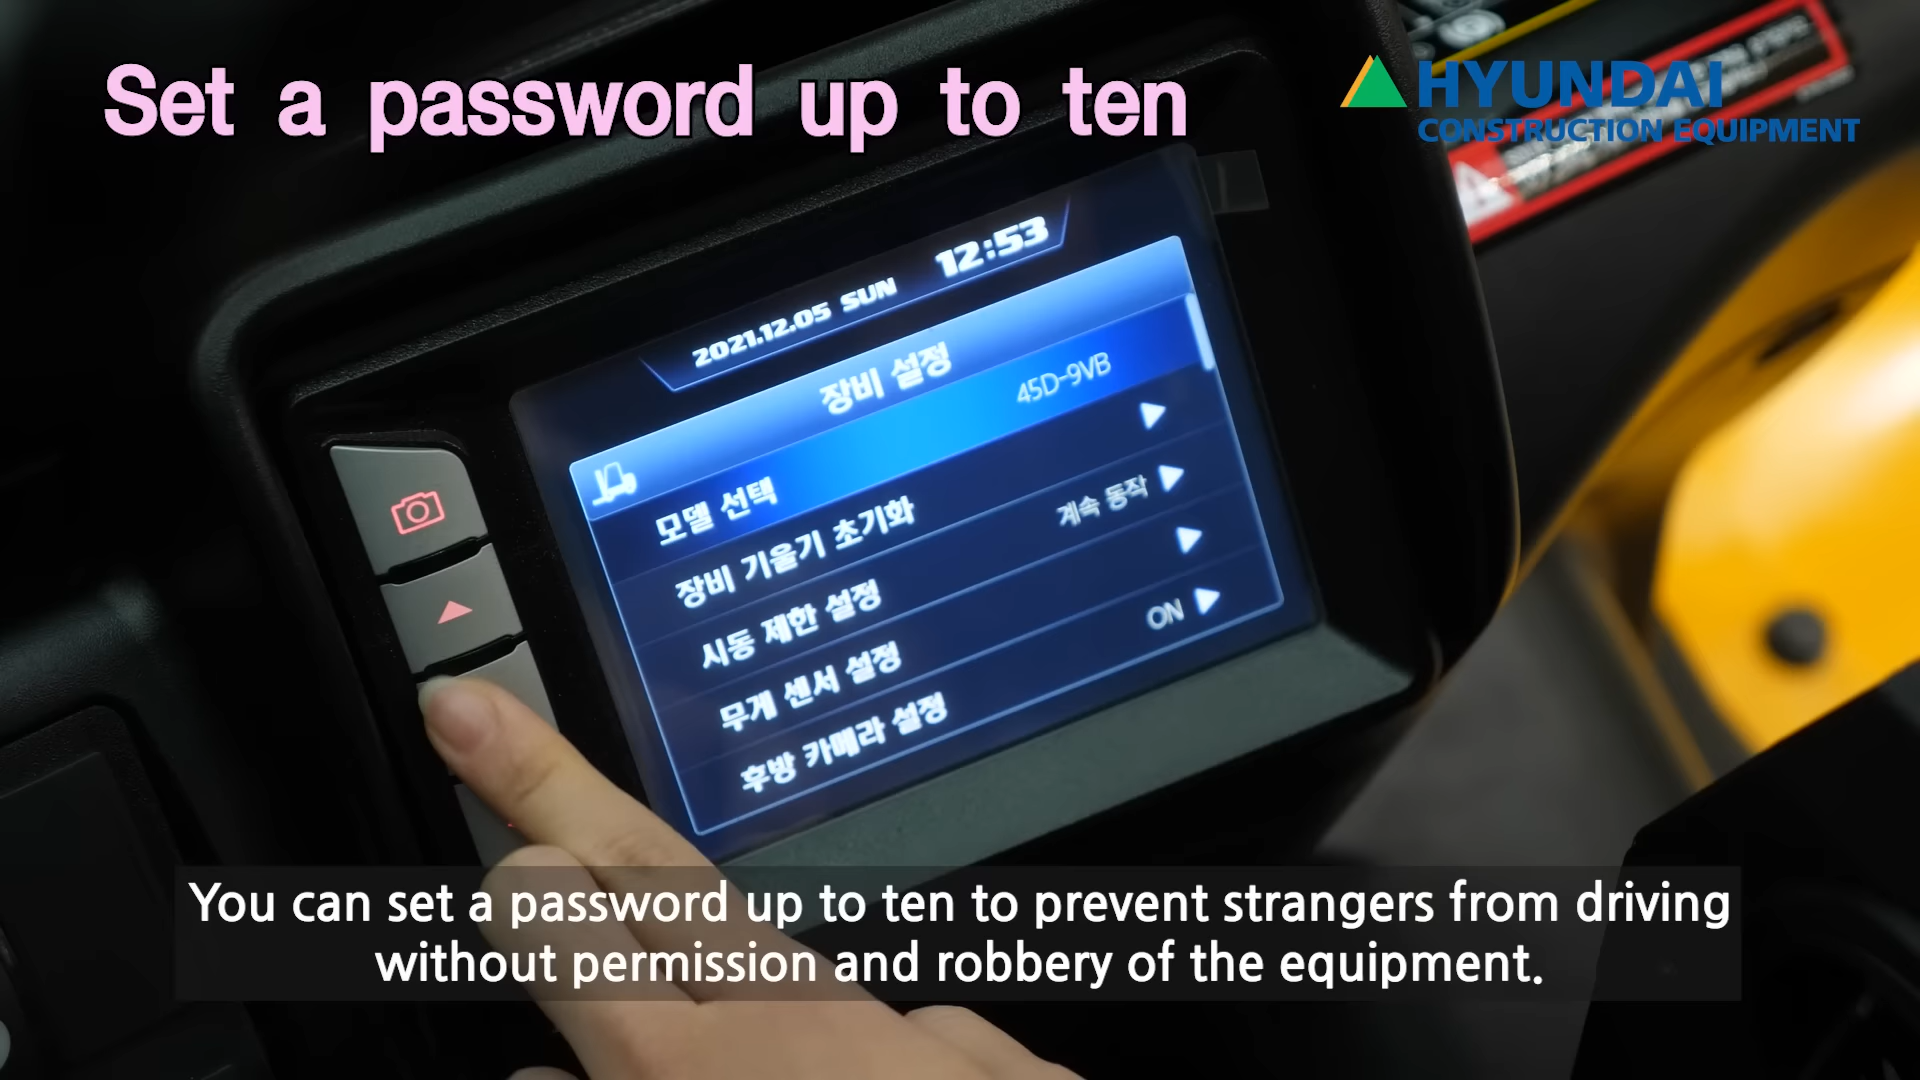 Set a password up to ten
HYUNDAI
CONSTRUCTION EQUIPMENT
2021.12.05 SUN 12:53
장비 설정
모델 선택 45D-9VB
장비 기울기 초기화
시동 제한 설정 계속 동작
무게 센서 설정
후방 카메라 설정 ON
You can set a password up to ten to prevent strangers from driving
without permission and robbery of the equipment.